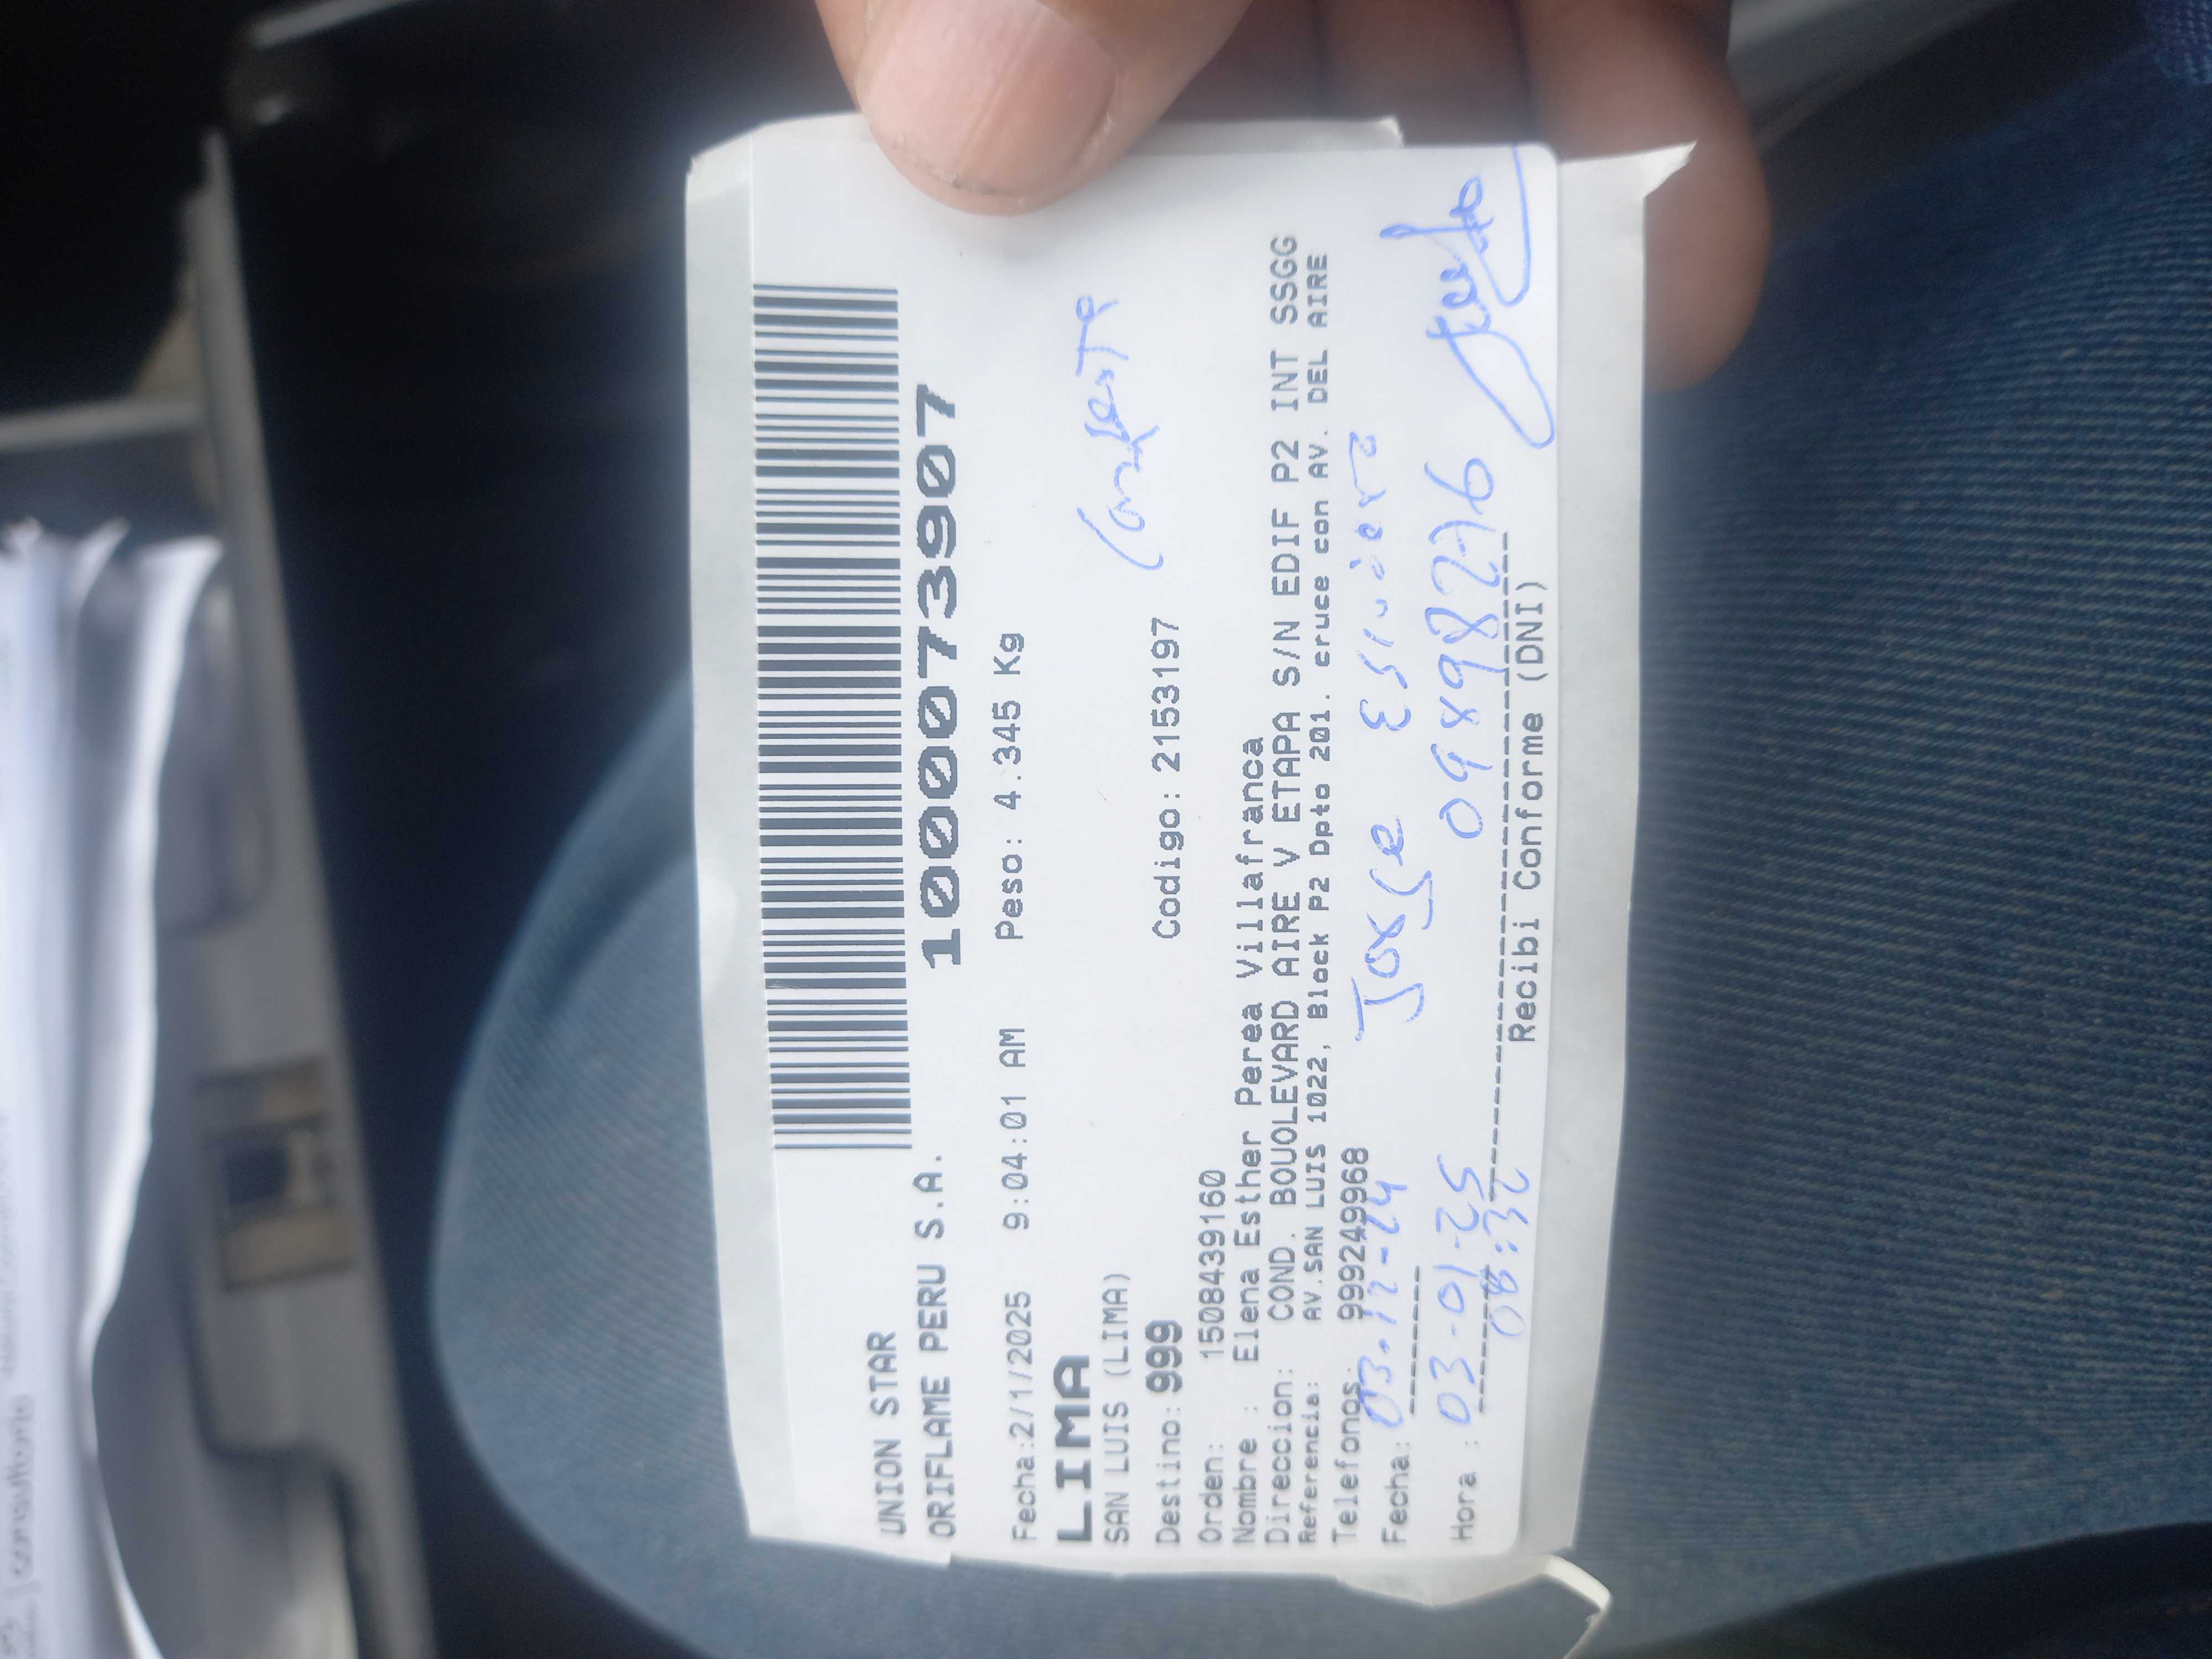 UNION STAR
ORIFLAME PERU S.A.
1000073907
Fecha:2/1/2025 9:04:01 AM Peso: 4.345 Kg
LIMA
SAN LUIS (LIMA)
Destino: 999 Codigo: 2153197
Orden: 1508439160
Nombre : Elena Esther Perea Villafranca
Direccion: COND. BOUOLEVARD AIRE V ETAPA S/N EDIF P2 INT SSGG
Referencia: AV.SAN LUIS 1022, Block P2 Dpto 201. cruce con AV. DEL AIRE
Telefonos: 999249968
Fecha: 03-12-24
Hora : 03-01-25
08:32
Recibi Conforme (DNI)